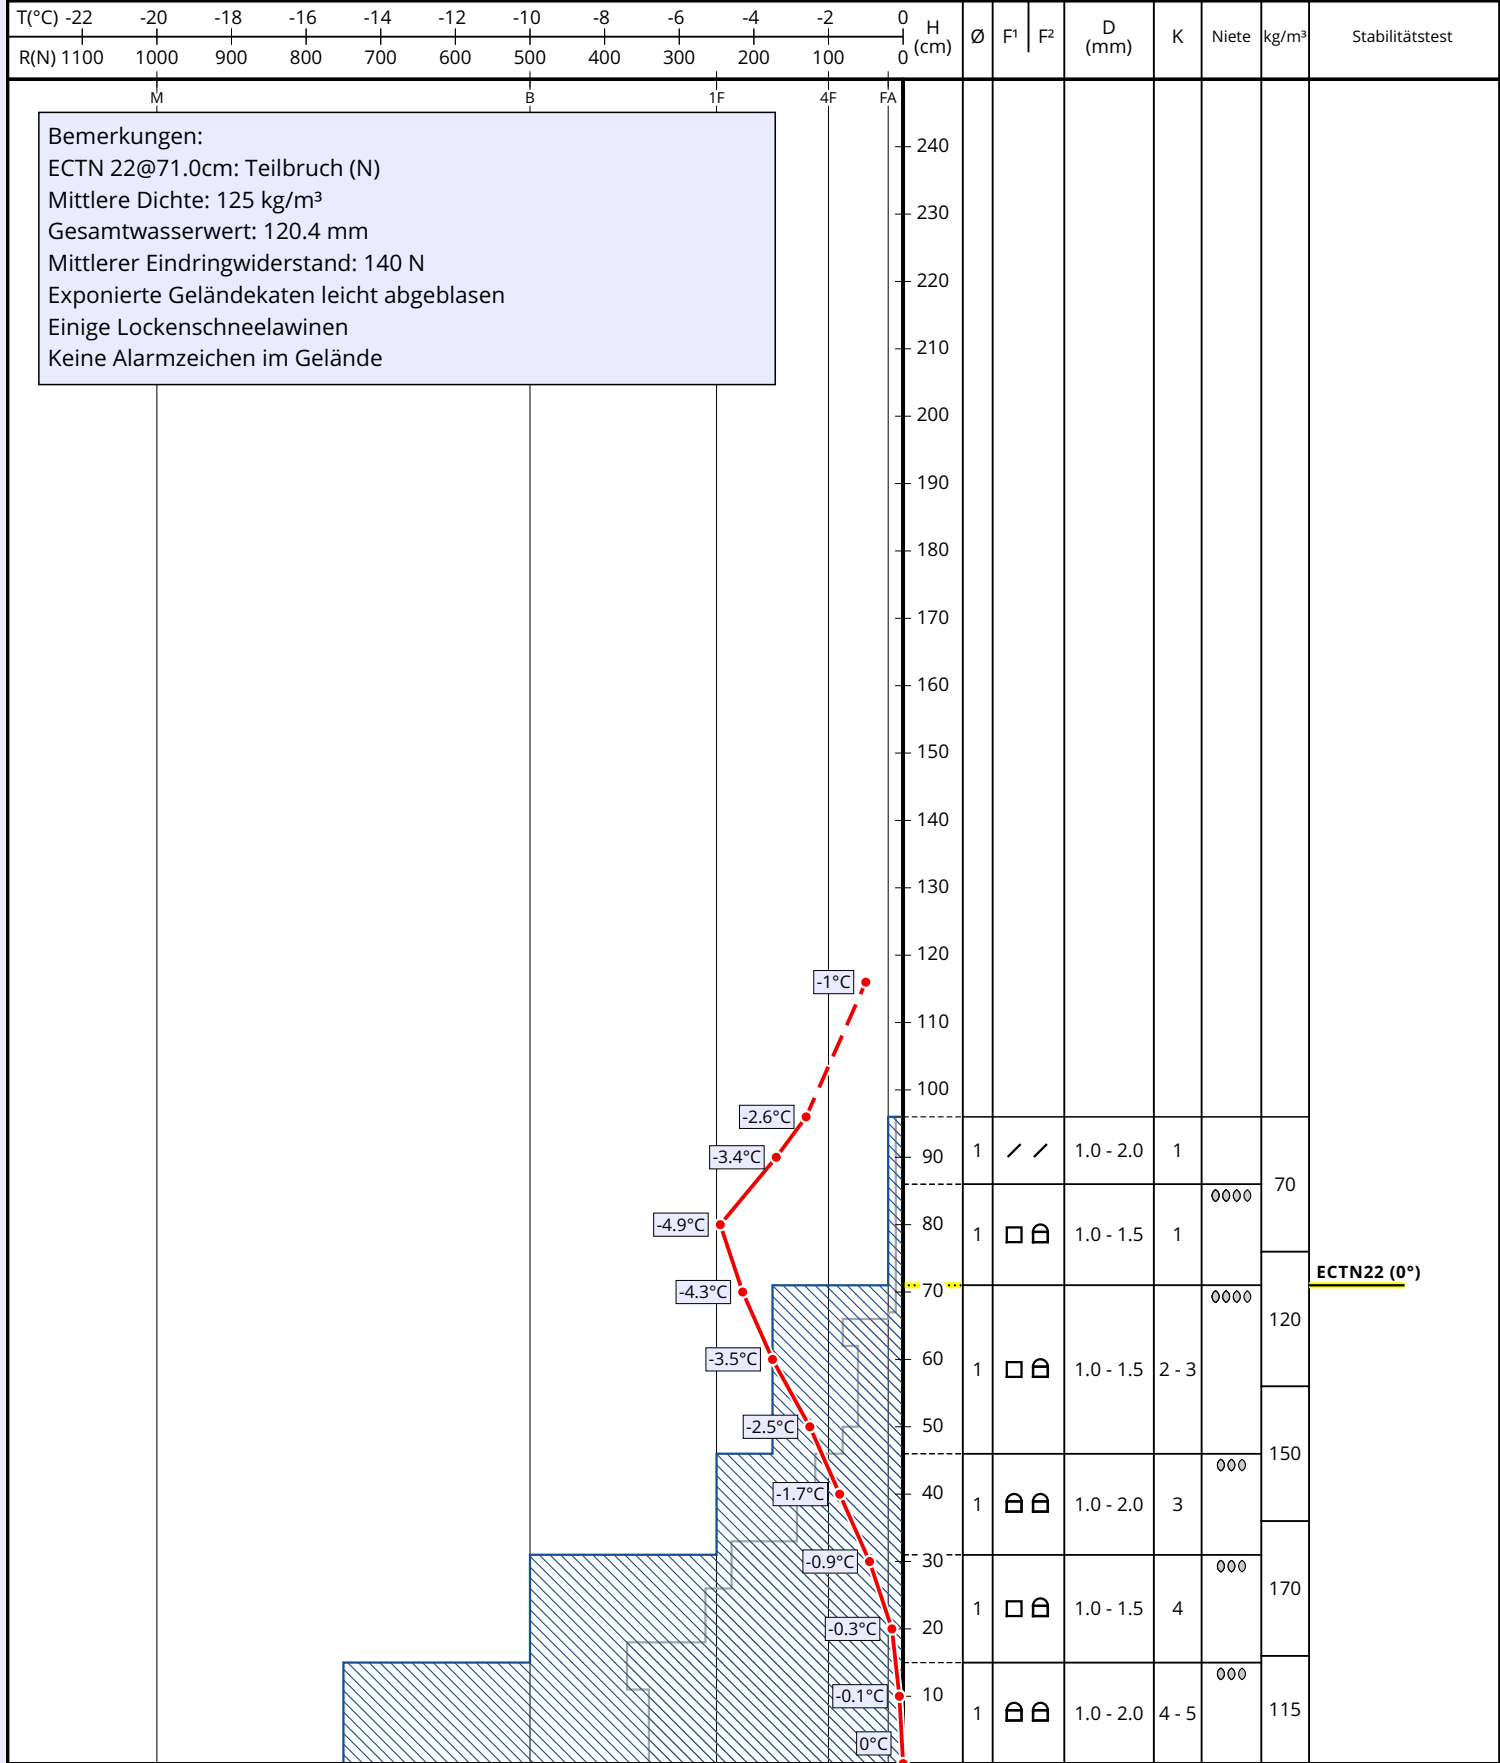 T(°C) -22 -20 -18 -16 -14 -12 -10 -8 -6 -4 -2 0
R(N) 1100 1000 900 800 700 600 500 400 300 200 100 0
H (cm) Ø F¹ F² D (mm) K Niete kg/m³ Stabilitätstest
M B 1F 4F FA
Bemerkungen:
ECTN 22@71.0cm: Teilbruch (N)
Mittlere Dichte: 125 kg/m³
Gesamtwasserwert: 120.4 mm
Mittlerer Eindringwiderstand: 140 N
Exponierte Geländekaten leicht abgeblasen
Einige Lockenschneelawinen
Keine Alarmzeichen im Gelände
240
230
220
210
200
190
180
170
160
150
140
130
120
-1°C
110
100
-2.6°C
1 1.0 - 2.0 1
-3.4°C 90
70
80
-4.9°C
1 1.0 - 1.5 1
ECTN22 (0°)
-4.3°C 70
120
-3.5°C 60
1 1.0 - 1.5 2 - 3
-2.5°C 50
150
-1.7°C 40
1 1.0 - 2.0 3
-0.9°C 30
170
1 1.0 - 1.5 4
-0.3°C 20
-0.1°C 10
1 1.0 - 2.0 4 - 5 115
0°C